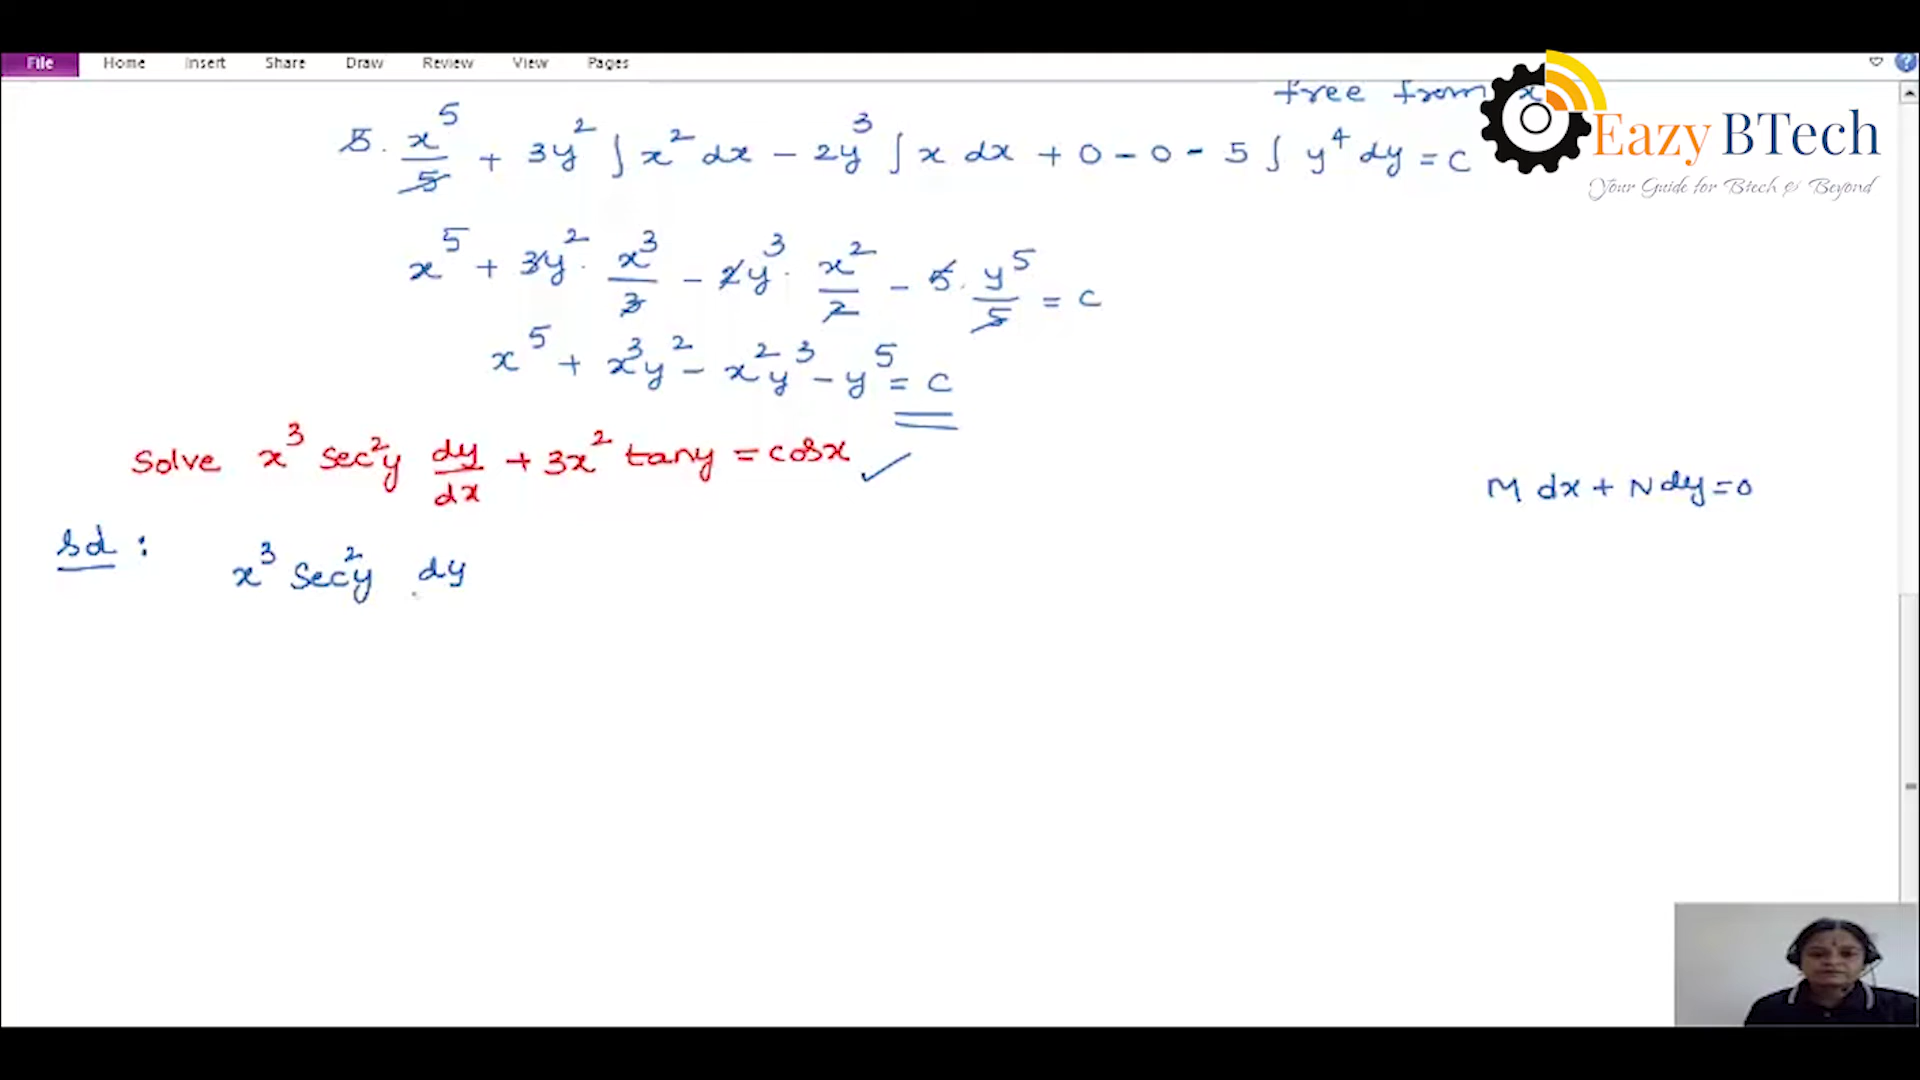 File Home Insert Share Draw Review View Pages
free from x
5. x^5/5 + 3y^2 ∫ x^2 dx - 2y^3 ∫ x dx + 0 - 0 - 5 ∫ y^4 dy = c
x^5 + 3y^2 . x^3/3 - 2y^3 . x^2/2 - 5 . y^5/5 = c
x^5 + x^3y^2 - x^2y^3 - y^5 = c
Solve x^3 sec^2y dy/dx + 3x^2 tany = cosx ✓
M dx + N dy = 0
Sol :
x^3 sec^2y dy
Eazy BTech
Your Guide for Btech & Beyond